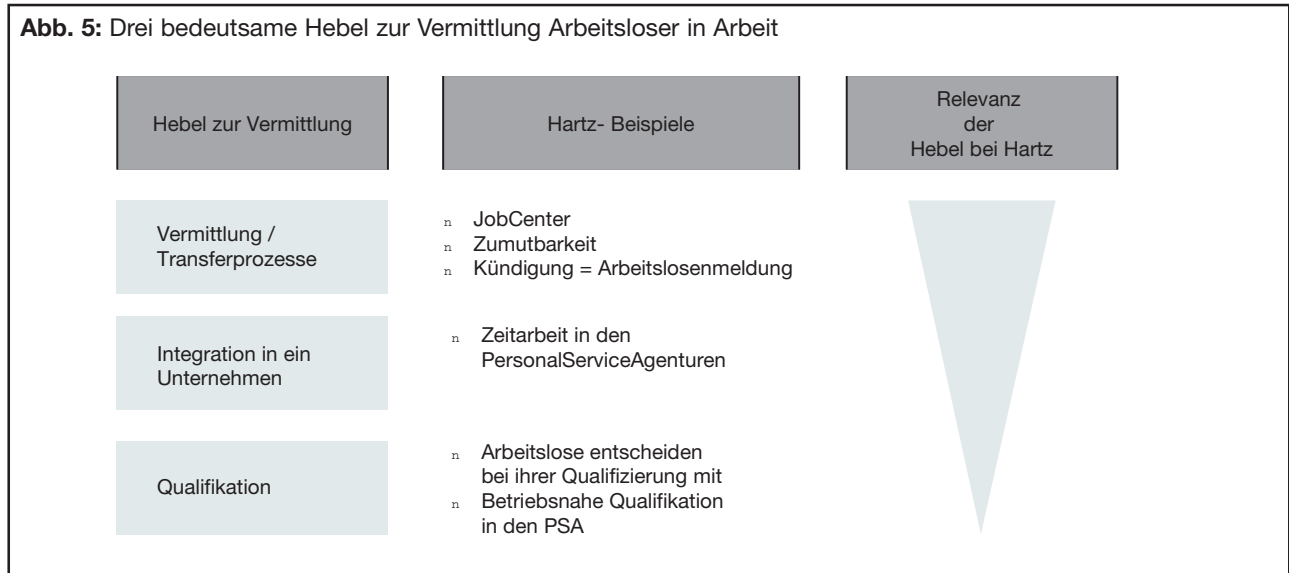 Abb. 5: Drei bedeutsame Hebel zur Vermittlung Arbeitsloser in Arbeit
Hebel zur Vermittlung
Hartz- Beispiele
Relevanz
der
Hebel bei Hartz
Vermittlung /
Transferprozesse
n JobCenter
n Zumutbarkeit
n Kündigung = Arbeitslosenmeldung
Integration in ein
Unternehmen
n Zeitarbeit in den
PersonalServiceAgenturen
Qualifikation
n Arbeitslose entscheiden
bei ihrer Qualifizierung mit
n Betriebsnahe Qualifikation
in den PSA